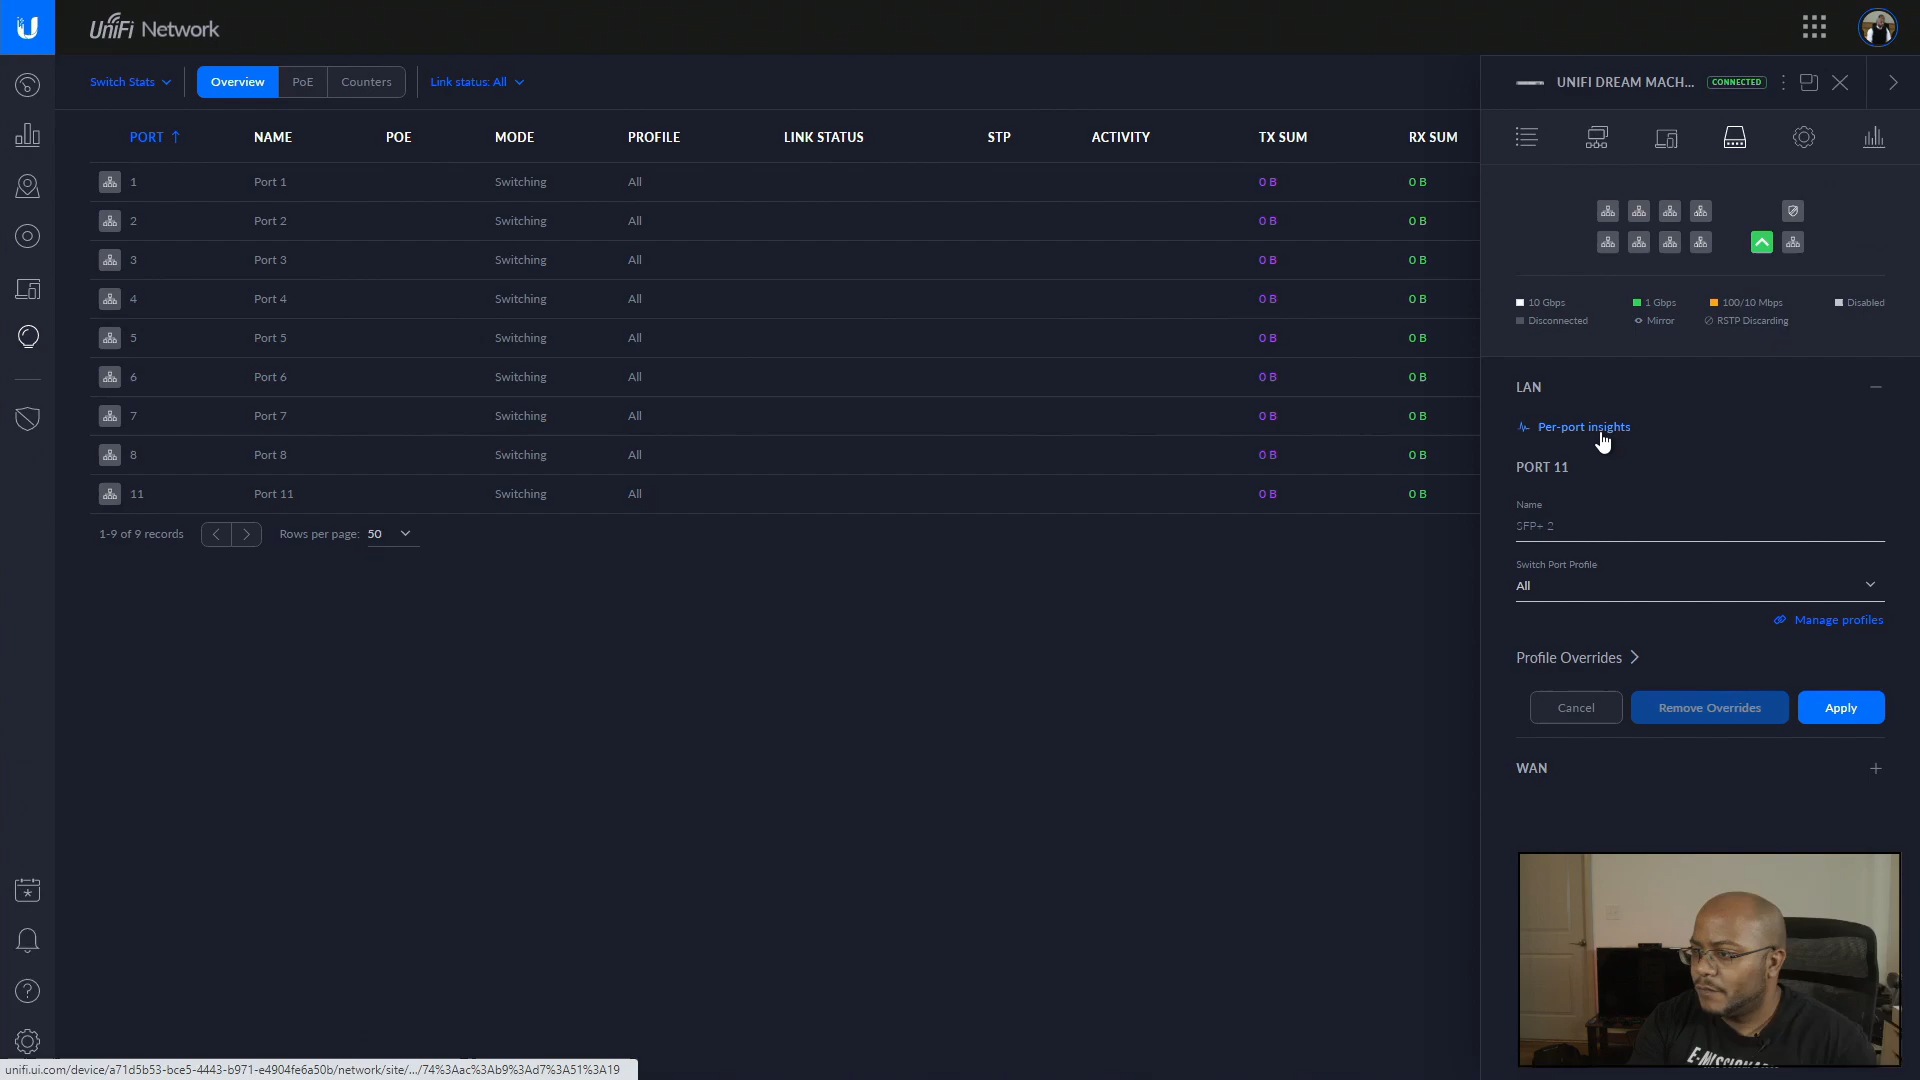 UniFi Network
Switch Stats
Overview
PoE
Counters
Link status: All
UNIFI DREAM MACH...
CONNECTED
PORT NAME POE MODE PROFILE LINK STATUS STP ACTIVITY TX SUM RX SUM
1 Port 1 Switching All 0 B 0 B
2 Port 2 Switching All 0 B 0 B
3 Port 3 Switching All 0 B 0 B
4 Port 4 Switching All 0 B 0 B
5 Port 5 Switching All 0 B 0 B
6 Port 6 Switching All 0 B 0 B
7 Port 7 Switching All 0 B 0 B
8 Port 8 Switching All 0 B 0 B
11 Port 11 Switching All 0 B 0 B
1-9 of 9 records
Rows per page: 50
10 Gbps 1 Gbps 100/10 Mbps Disabled
Disconnected Mirror RSTP Discarding
LAN
Per-port insights
PORT 11
Name
SFP+ 2
Switch Port Profile
All
Manage profiles
Profile Overrides
Cancel
Remove Overrides
Apply
WAN
unifi.ui.com/device/a71d5b53-bce5-4443-b971-e4904fe6a50b/network/site/.../74%3Aac%3Ab9%3Ad7%3A51%3A19